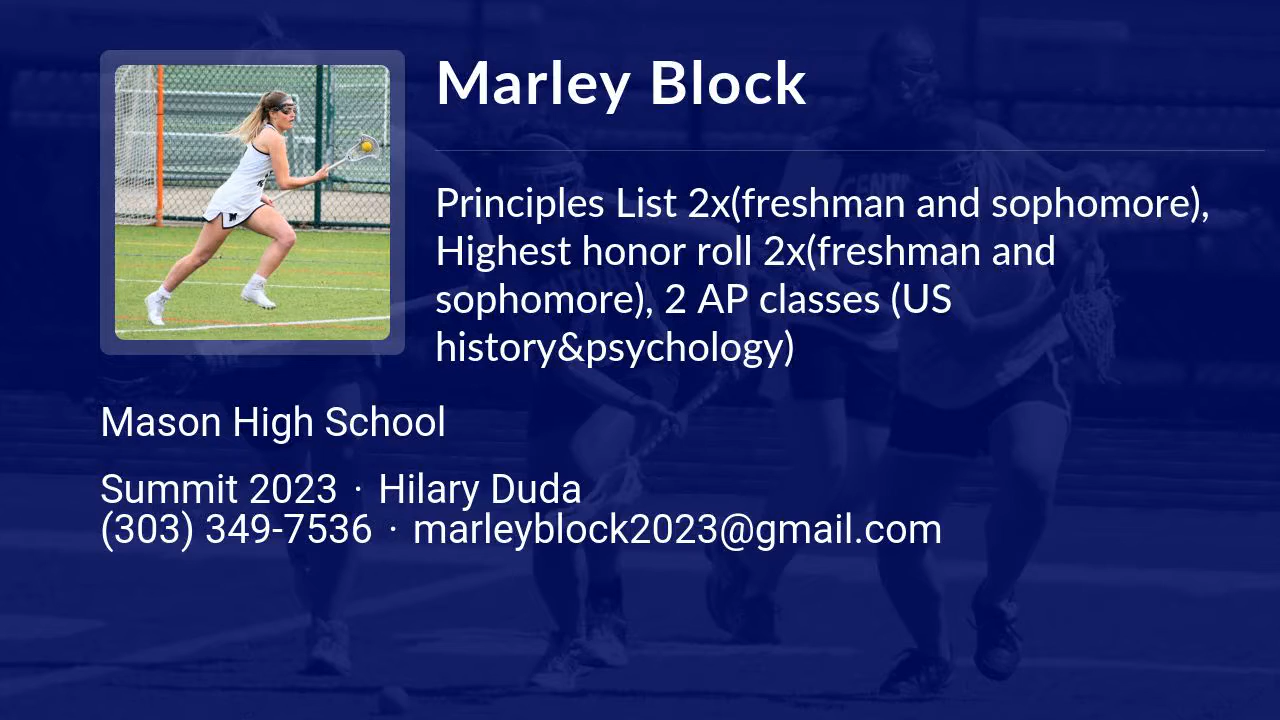 Marley Block
Principles List 2x(freshman and sophomore),
Highest honor roll 2x(freshman and
sophomore), 2 AP classes (US
history&psychology)
Mason High School
Summit 2023 · Hilary Duda
(303) 349-7536 · marleyblock2023@gmail.com